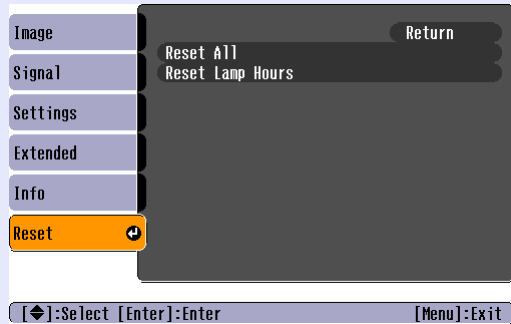 Image
Signal
Settings
Extended
Info
Reset
Return
Reset All
Reset Lamp Hours
[◆]:Select [Enter]:Enter [Menu]:Exit